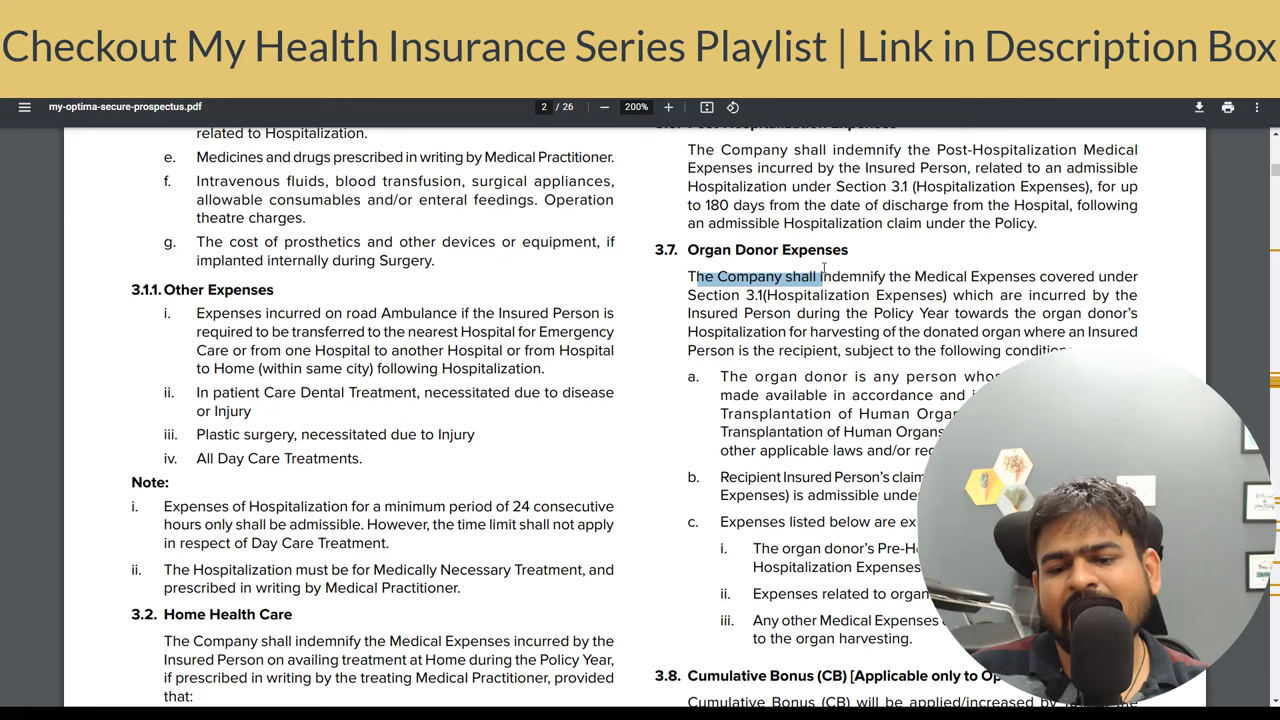 Checkout My Health Insurance Series Playlist | Link in Description Box
my-optima-secure-prospectus.pdf
2 / 26
200%
related to Hospitalization.
e. Medicines and drugs prescribed in writing by Medical Practitioner.
f. Intravenous fluids, blood transfusion, surgical appliances,
allowable consumables and/or enteral feedings. Operation
theatre charges.
g. The cost of prosthetics and other devices or equipment, if
implanted internally during Surgery.
3.1.1. Other Expenses
i. Expenses incurred on road Ambulance if the Insured Person is
required to be transferred to the nearest Hospital for Emergency
Care or from one Hospital to another Hospital or from Hospital
to Home (within same city) following Hospitalization.
ii. In patient Care Dental Treatment, necessitated due to disease
or Injury
iii. Plastic surgery, necessitated due to Injury
iv. All Day Care Treatments.
Note:
i. Expenses of Hospitalization for a minimum period of 24 consecutive
hours only shall be admissible. However, the time limit shall not apply
in respect of Day Care Treatment.
ii. The Hospitalization must be for Medically Necessary Treatment, and
prescribed in writing by Medical Practitioner.
3.2. Home Health Care
The Company shall indemnify the Medical Expenses incurred by the
Insured Person on availing treatment at Home during the Policy Year,
if prescribed in writing by the treating Medical Practitioner, provided
that:
The Company shall indemnify the Post-Hospitalization Medical
Expenses incurred by the Insured Person, related to an admissible
Hospitalization under Section 3.1 (Hospitalization Expenses), for up
to 180 days from the date of discharge from the Hospital, following
an admissible Hospitalization claim under the Policy.
3.7. Organ Donor Expenses
The Company shall indemnify the Medical Expenses covered under
Section 3.1(Hospitalization Expenses) which are incurred by the
Insured Person during the Policy Year towards the organ donor's
Hospitalization for harvesting of the donated organ where an Insured
Person is the recipient, subject to the following
a. The organ donor is any person
made available in accordance and
Transplantation of Human
Transplantation of Human
other applicable laws and/or
b. Recipient Insured Person's
Expenses) is admissible
c. Expenses listed below are
i. The organ donor's
Hospitalization Expenses
ii. Expenses related to
iii. Any other Medical Expenses
to the organ harvesting.
3.8. Cumulative Bonus (CB) [Applicable only to
Cumulative Bonus (CB) will be applied/increased by